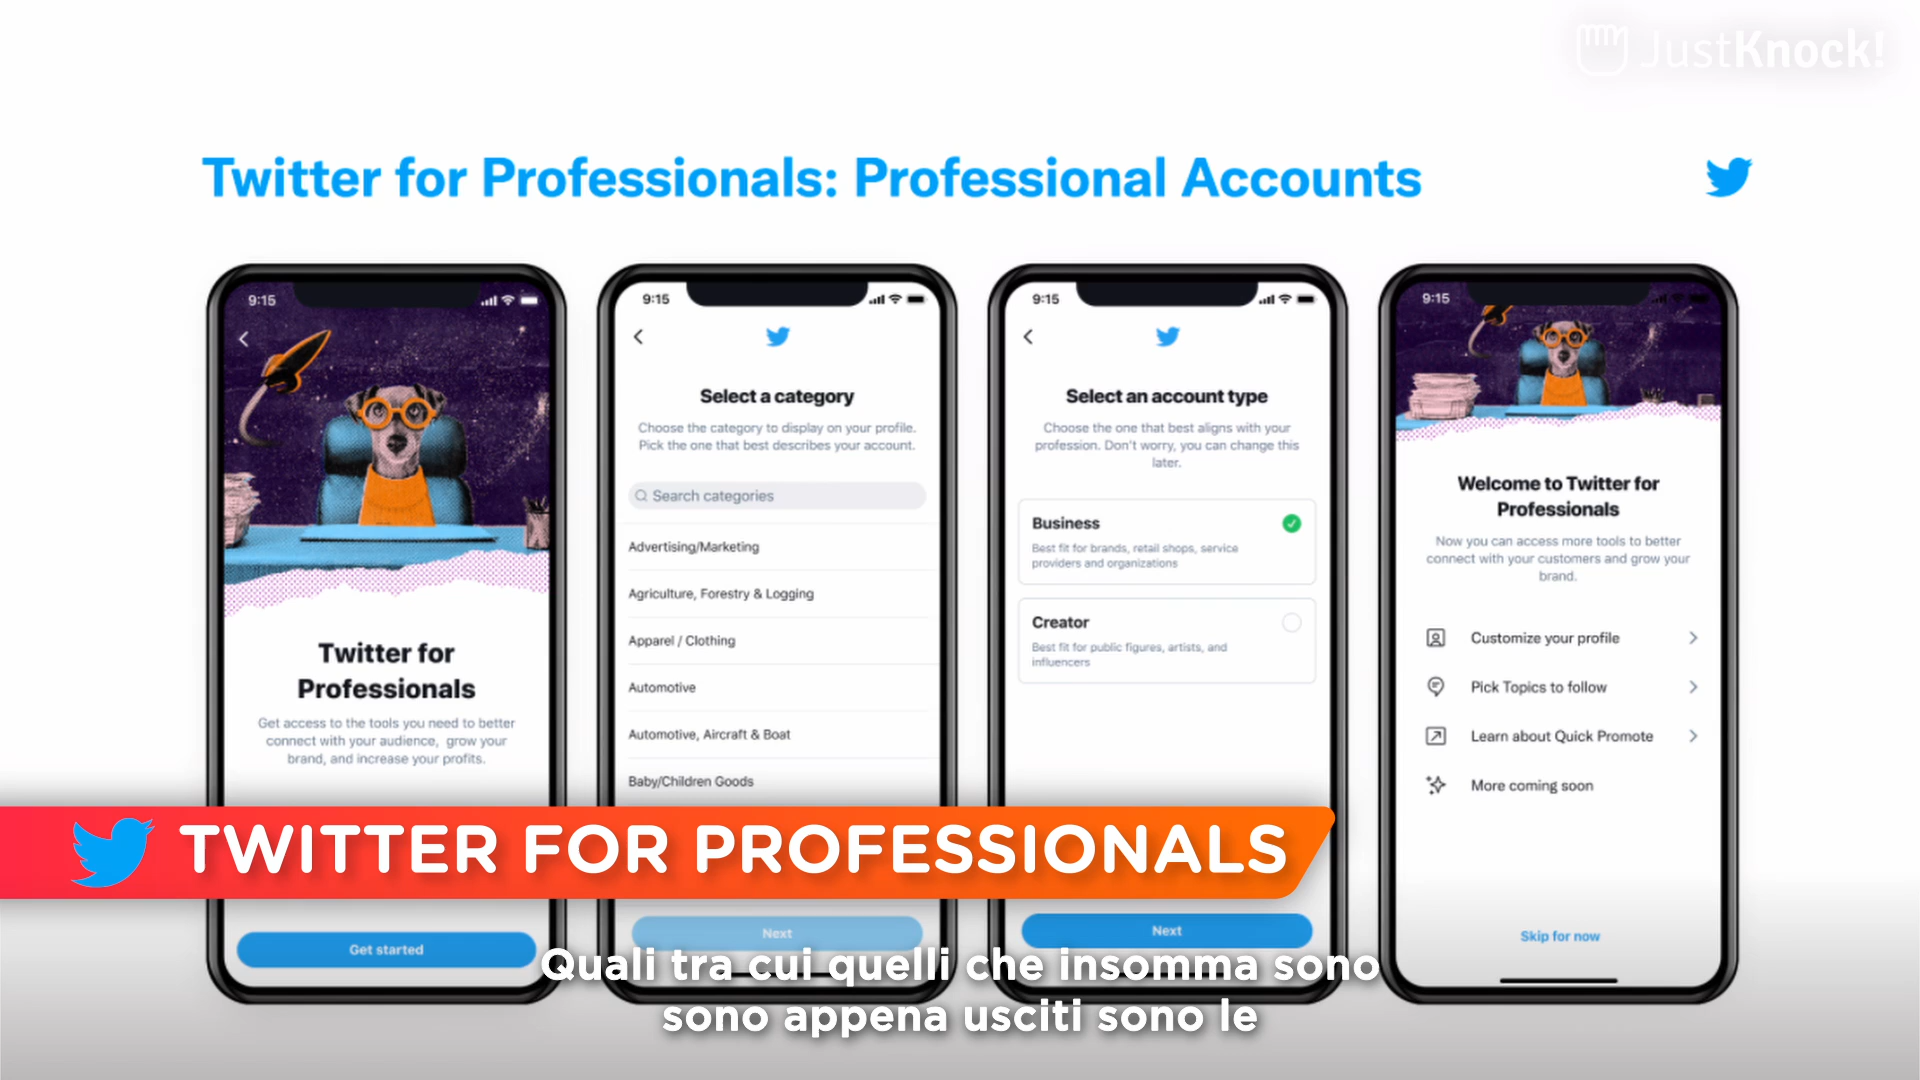 JustKnock!
Twitter for Professionals: Professional Accounts
9:15
Twitter for
Professionals
Get access to the tools you need to better
connect with your audience, grow your
brand, and increase your profits.
Get started
9:15
Select a category
Choose the category to display on your profile.
Pick the one that best describes your account.
Search categories
Advertising/Marketing
Agriculture, Forestry & Logging
Apparel / Clothing
Automotive
Automotive, Aircraft & Boat
Baby/Children Goods
Next
9:15
Select an account type
Choose the one that best aligns with your
profession. Don't worry, you can change this
later.
Business
Best fit for brands, retail shops, service
providers and organizations
Creator
Best fit for public figures, artists, and
influencers
Next
9:15
Welcome to Twitter for
Professionals
Now you can access more tools to better
connect with your customers and grow your
brand.
Customize your profile
Pick Topics to follow
Learn about Quick Promote
More coming soon
Skip for now
TWITTER FOR PROFESSIONALS
Quali tra cui quelli che insomma sono
sono appena usciti sono le